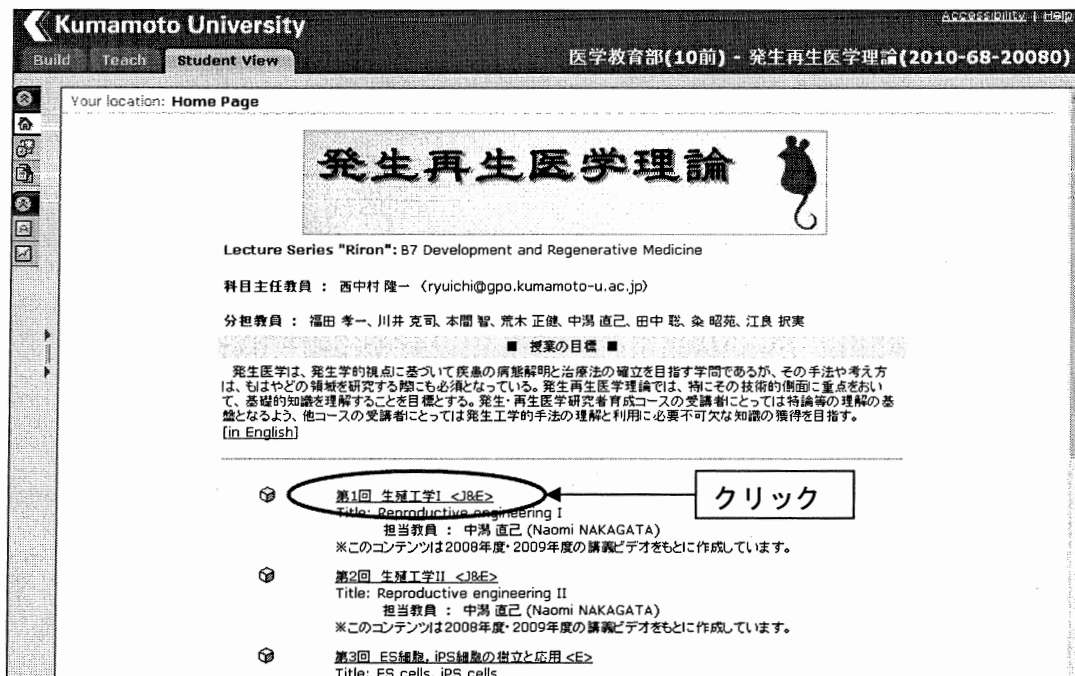 Kumamoto University
Accessibility | Help
Build Teach Student View
医学教育部(10前) - 発生再生医学理論(2010-68-20080)
Your location: Home Page
発生再生医学理論
Lecture Series "Riron": B7 Development and Regenerative Medicine
科目主任教員 : 西中村 隆一 (ryuichi@gpo.kumamoto-u.ac.jp)
分担教員 : 福田 孝一、川井 克司、本間 智、荒木 正健、中潟 直己、田中 聡、粂 昭苑、江良 択実
■ 授業の目標 ■
発生医学は、発生学的視点に基づいて疾患の病態解明と治療法の確立を目指す学問であるが、その手法や考え方
は、もはやどの領域を研究する際にも必須となっている。発生再生医学理論では、特にその技術的側面に重点をおい
て、基礎的知識を理解することを目標とする。発生・再生医学研究者育成コースの受講者にとっては特論等の理解の基
盤となるよう、他コースの受講者にとっては発生工学的手法の理解と利用に必要不可欠な知識の獲得を目指す。
[in English]
第1回 生殖工学I <J&E>
クリック
Title: Reproductive engineering I
担当教員 : 中潟 直己 (Naomi NAKAGATA)
※このコンテンツは2008年度・2009年度の講義ビデオをもとに作成しています。
第2回 生殖工学II <J&E>
Title: Reproductive engineering II
担当教員 : 中潟 直己 (Naomi NAKAGATA)
※このコンテンツは2008年度・2009年度の講義ビデオをもとに作成しています。
第3回 ES細胞，iPS細胞の樹立と応用 <E>
Title: ES cells, iPS cells